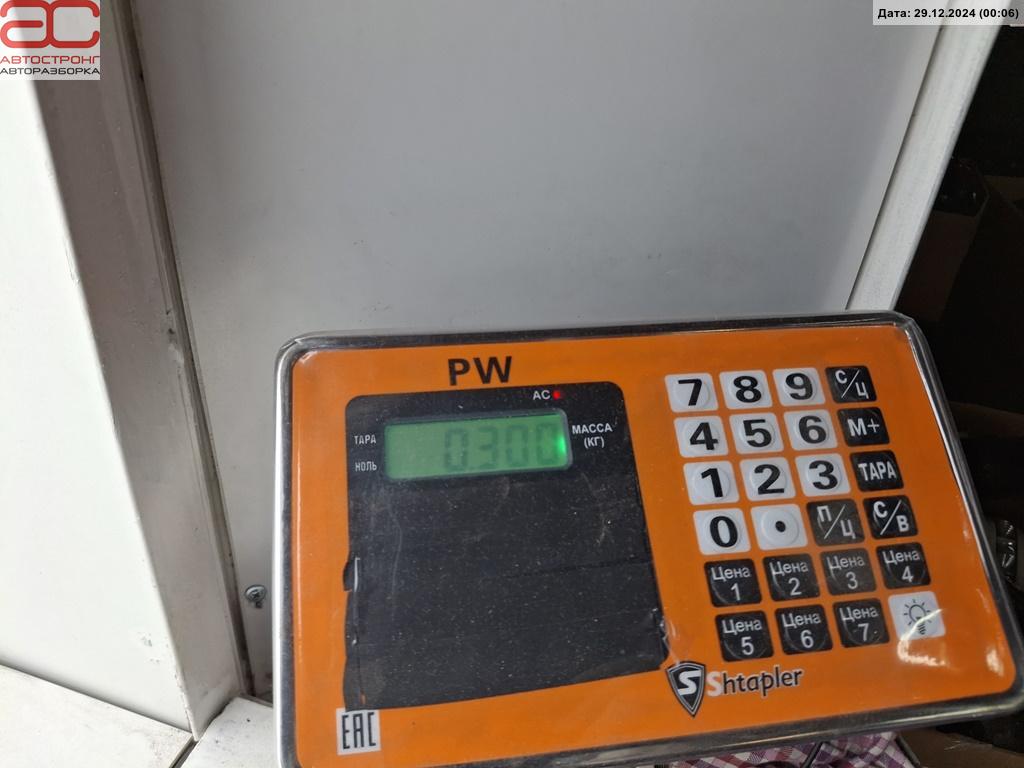 АС
АВТОСТРОНГ
АВТОРАЗБОРКА
Дата: 29.12.2024 (00:06)
PW
AC
ТАРА
НОЛЬ
0.300
МАССА
(КГ)
7 8 9 С/Ц
4 5 6 М+
1 2 3 ТАРА
0 • П/Ц С/В
Цена 1 Цена 2 Цена 3 Цена 4
Цена 5 Цена 6 Цена 7
S Shtapler
EAC